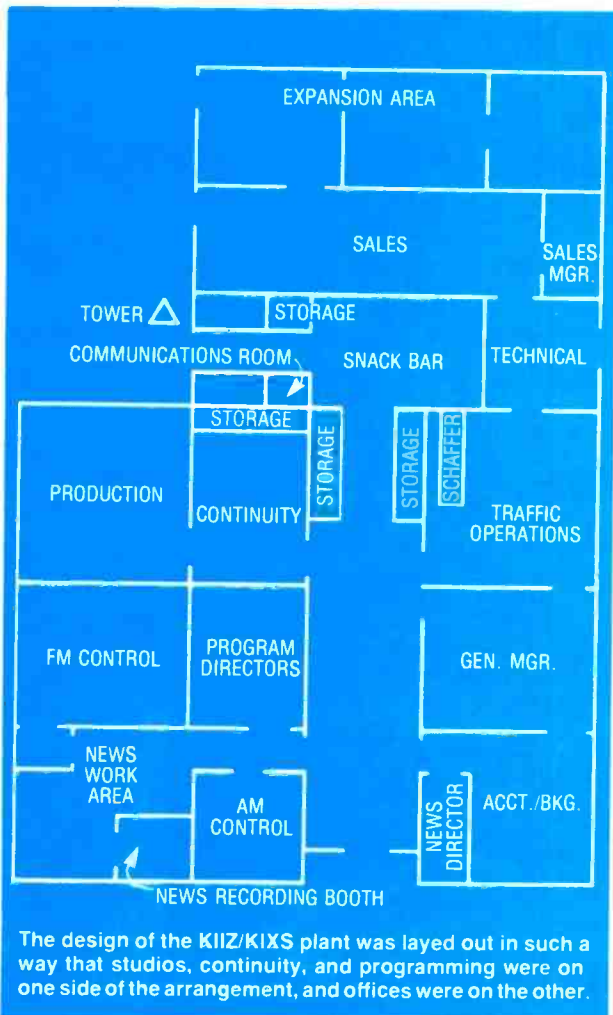 EXPANSION AREA
SALES
SALES
MGR.
TOWER
STORAGE
COMMUNICATIONS ROOM
SNACK BAR
TECHNICAL
STORAGE
STORAGE
STORAGE
SCHAFFER
PRODUCTION
CONTINUITY
TRAFFIC
OPERATIONS
FM CONTROL
PROGRAM
DIRECTORS
GEN. MGR.
NEWS
WORK
AREA
AM
CONTROL
NEWS
DIRECTOR
ACCT./BKG.
NEWS RECORDING BOOTH
The design of the KIIZ/KIXS plant was layed out in such a
way that studios, continuity, and programming were on
one side of the arrangement, and offices were on the other.